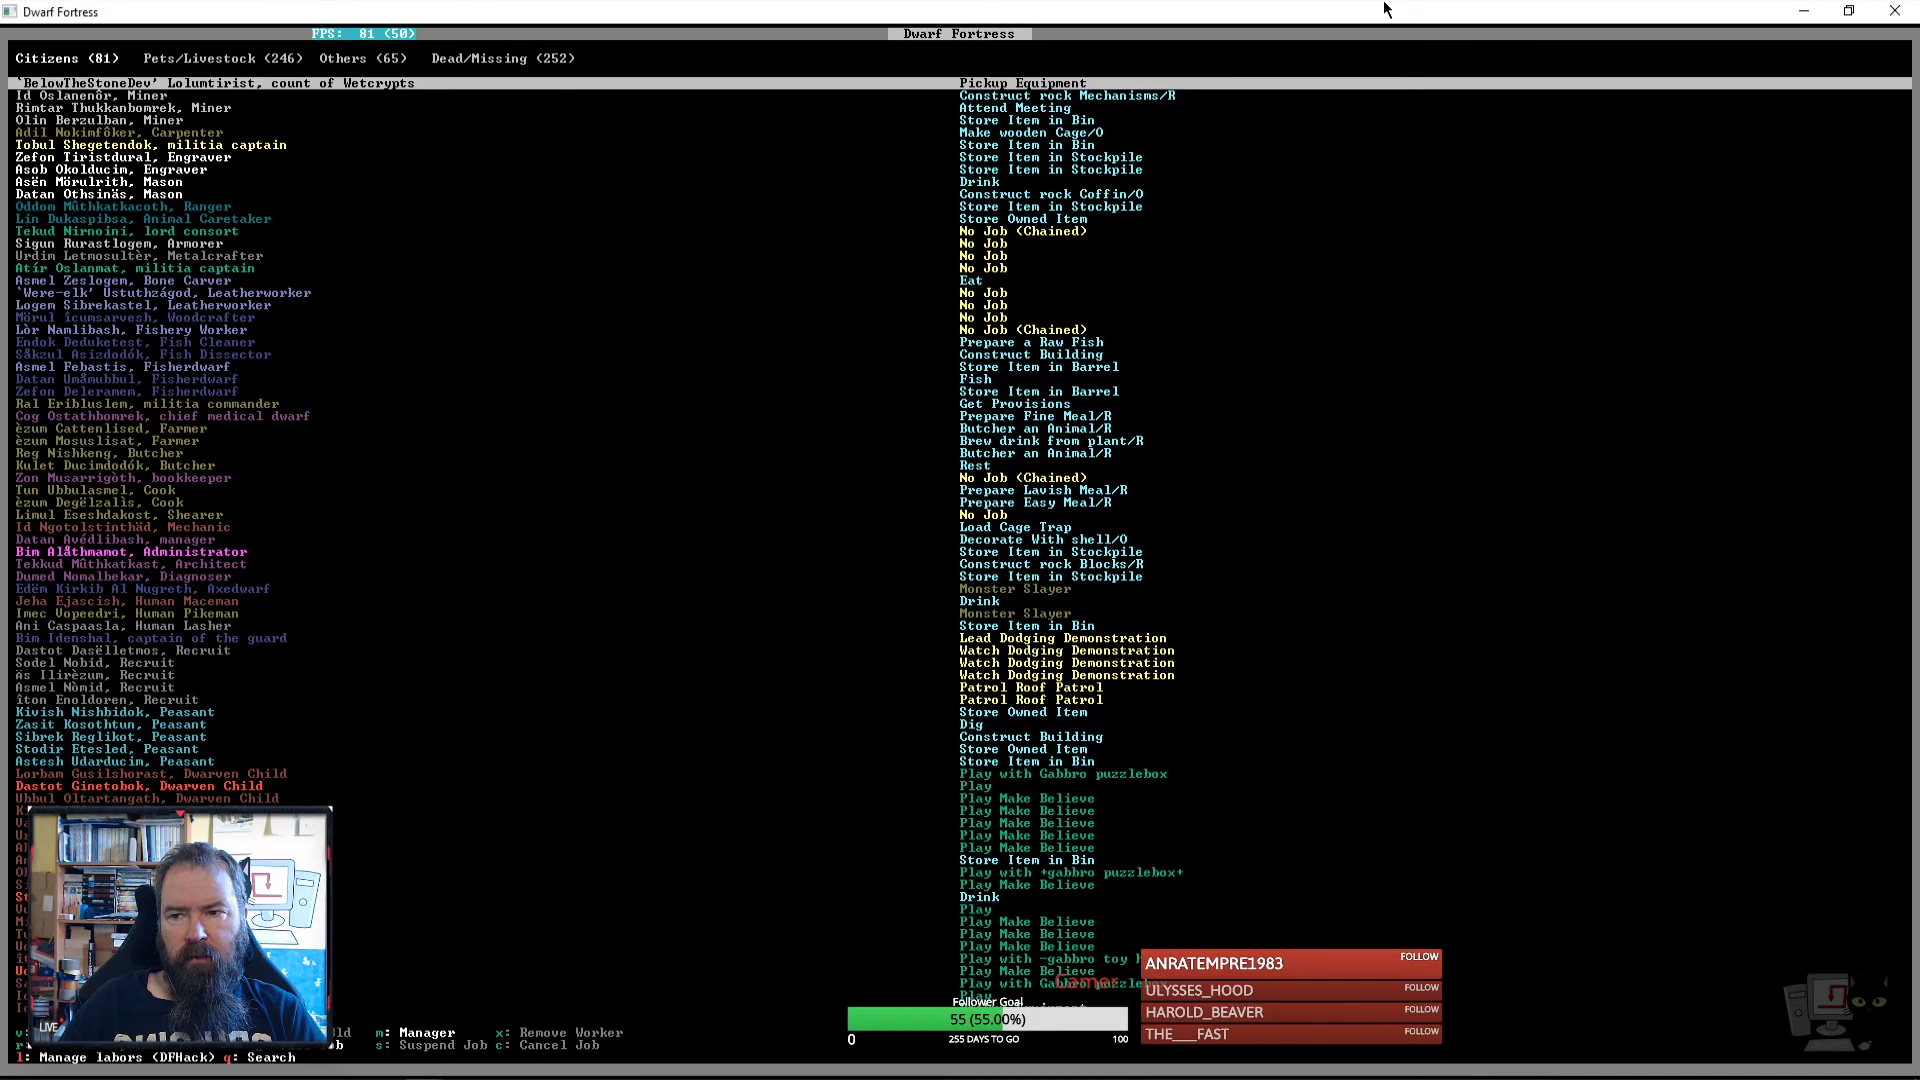 Dwarf Fortress
FPS: 81 (50)
Dwarf Fortress
Citizens (81) Pets/Livestock (246) Others (65) Dead/Missing (252)
`BelowTheStoneDev' Lolumtirist, count of Wetcrypts Pickup Equipment
Id Oslanenôr, Miner Construct rock Mechanisms/R
Rimtar Thukkanbomrek, Miner Attend Meeting
Olin Berzulban, Miner Store Item in Bin
Adil Nokimfôker, Carpenter Make wooden Cage/O
Tobul Shegetendok, militia captain Store Item in Bin
Zefon Tiristdural, Engraver Store Item in Stockpile
Asob Okolducim, Engraver Store Item in Stockpile
Asën Mörulrith, Mason Drink
Datan Othsinäs, Mason Construct rock Coffin/O
Oddom Mûthkatkacoth, Ranger Store Item in Stockpile
Lin Dukaspibsa, Animal Caretaker Store Owned Item
Tekud Nirnoini, lord consort No Job (Chained)
Sigun Rurastlogem, Armorer No Job
Urdim Letmosultèr, Metalcrafter No Job
Atír Oslanmat, militia captain No Job
Asmel Zeslogem, Bone Carver Eat
`Were-elk' Ustuthzágod, Leatherworker No Job
Logem Sibrekastel, Leatherworker No Job
Mörul îcumsarvesh, Woodcrafter No Job
Lòr Namlibash, Fishery Worker No Job (Chained)
Endok Deduketest, Fish Cleaner Prepare a Raw Fish
Såkzul Asizdodók, Fish Dissector Construct Building
Asmel Febastis, Fisherdwarf Store Item in Barrel
Datan Umåmubbul, Fisherdwarf Fish
Zefon Deleramem, Fisherdwarf Store Item in Barrel
Ral Eribluslem, militia commander Get Provisions
Cog Ostathbomrek, chief medical dwarf Prepare Fine Meal/R
èzum Cattenlised, Farmer Butcher an Animal/R
èzum Mosuslisat, Farmer Brew drink from plant/R
Reg Nishkeng, Butcher Butcher an Animal/R
Kulet Ducimdodók, Butcher Rest
Zon Musarrigòth, bookkeeper No Job (Chained)
Tun Ubbulasmel, Cook Prepare Lavish Meal/R
èzum Degëlzalìs, Cook Prepare Easy Meal/R
Limul Eseshdakost, Shearer No Job
Id Ngotolstinthäd, Mechanic Load Cage Trap
Datan Avédlibash, manager Decorate With shell/O
Bim Alåthmamot, Administrator Store Item in Stockpile
Tekkud Mûthkatkast, Architect Construct rock Blocks/R
Dumed Nomalbekar, Diagnoser Store Item in Stockpile
Edëm Kirkib Al Nugreth, Axedwarf Monster Slayer
Jeha Ejascish, Human Maceman Drink
Imec Vopeedri, Human Pikeman Monster Slayer
Ani Caspaasla, Human Lasher Store Item in Bin
Bim Idenshal, captain of the guard Lead Dodging Demonstration
Dastot Dasëlletmos, Recruit Watch Dodging Demonstration
Sodel Nobid, Recruit Watch Dodging Demonstration
Äs Ilirèzum, Recruit Watch Dodging Demonstration
Asmel Nòmid, Recruit Patrol Roof Patrol
îton Enoldoren, Recruit Patrol Roof Patrol
Kivish Nishbidok, Peasant Store Owned Item
Zasit Kosothtun, Peasant Dig
Sibrek Reglikot, Peasant Construct Building
Stodir Etesled, Peasant Store Owned Item
Astesh Udarducim, Peasant Store Item in Bin
Lorbam Gusilshorast, Dwarven Child Play with Gabbro puzzlebox
Dastot Ginetobok, Dwarven Child Play
Ubbul Oltartangath, Dwarven Child Play Make Believe
Play Make Believe
Play Make Believe
Play Make Believe
Play Make Believe
Store Item in Bin
Play with +gabbro puzzlebox+
Play Make Believe
Drink
Play
Play Make Believe
Play Make Believe
Play Make Believe
Play with -gabbro toy
Play Make Believe
Play with Gabbro
Play
Gamer
ANRATEMPRE1983 FOLLOW
ULYSSES_HOOD FOLLOW
HAROLD_BEAVER FOLLOW
THE____FAST FOLLOW
Follower Goal
55 (55.00%)
0 255 DAYS TO GO 100
LIVE
m: Manager x: Remove Worker
s: Suspend Job c: Cancel Job
l: Manage labors (DFHack) q: Search